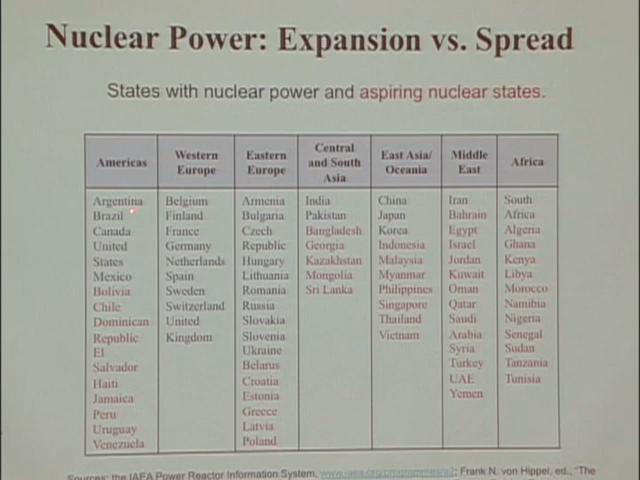 Nuclear Power: Expansion vs. Spread
States with nuclear power and aspiring nuclear states.
Americas
Argentina
Brazil
Canada
United
States
Mexico
Bolivia
Chile
Dominican
Republic
El
Salvador
Haiti
Jamaica
Peru
Uruguay
Venezuela
Western
Europe
Belgium
Finland
France
Germany
Netherlands
Spain
Sweden
Switzerland
United
Kingdom
Eastern
Europe
Armenia
Bulgaria
Czech
Republic
Hungary
Lithuania
Romania
Russia
Slovakia
Slovenia
Ukraine
Belarus
Croatia
Estonia
Greece
Latvia
Poland
Central
and South
Asia
India
Pakistan
Bangladesh
Georgia
Kazakhstan
Mongolia
Sri Lanka
East Asia/
Oceania
China
Japan
Korea
Indonesia
Malaysia
Myanmar
Philippines
Singapore
Thailand
Vietnam
Middle
East
Iran
Bahrain
Egypt
Israel
Jordan
Kuwait
Oman
Qatar
Saudi
Arabia
Syria
Turkey
UAE
Yemen
Africa
South
Africa
Algeria
Ghana
Kenya
Libya
Morocco
Namibia
Nigeria
Senegal
Sudan
Tanzania
Tunisia
Sources: the IAEA Power Reactor Information System, Frank N. von Hippel, ed., "The